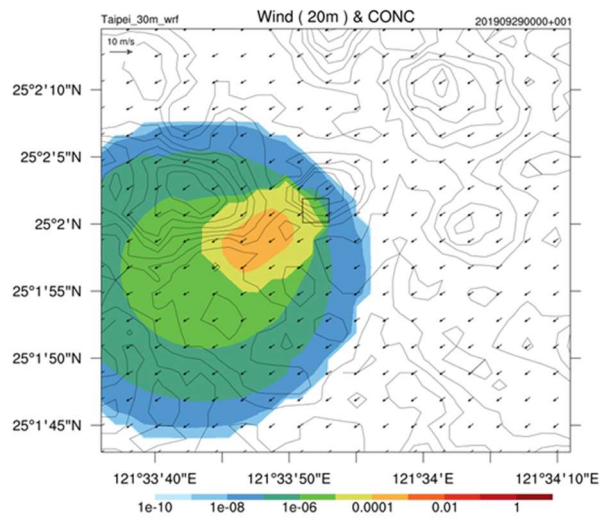 Taipei_30m_wrf
Wind ( 20m ) & CONC
201909290000+001
10 m/s
25°2'10"N
25°2'5"N
25°2'N
25°1'55"N
25°1'50"N
25°1'45"N
121°33'40"E
121°33'50"E
121°34'E
121°34'10"E
1e-10
1e-08
1e-06
0.0001
0.01
1